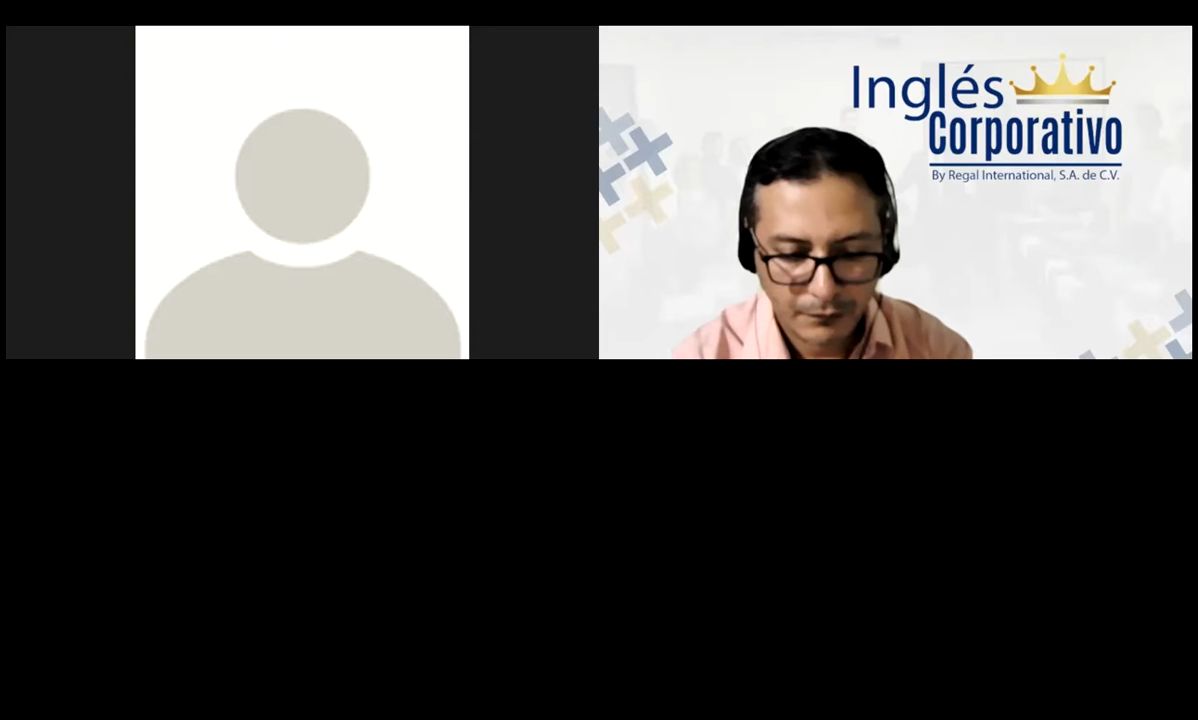 Inglés
Corporativo
By Regal International, S.A. de C.V.